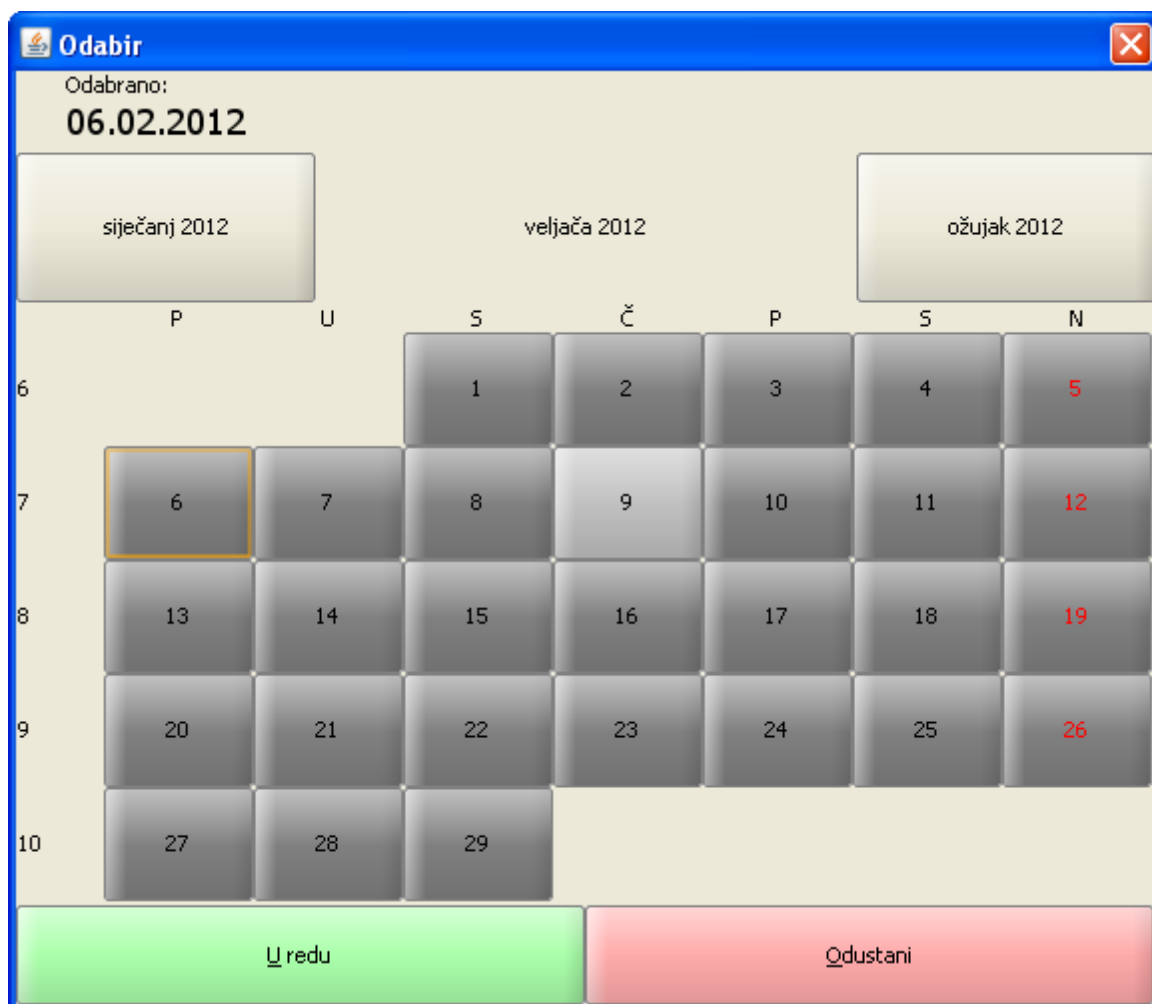 Odabir
Odabrano:
06.02.2012
siječanj 2012 veljača 2012 ožujak 2012
P U S Č P S N
6 1 2 3 4 5
7 6 7 8 9 10 11 12
8 13 14 15 16 17 18 19
9 20 21 22 23 24 25 26
10 27 28 29
U redu Odustani